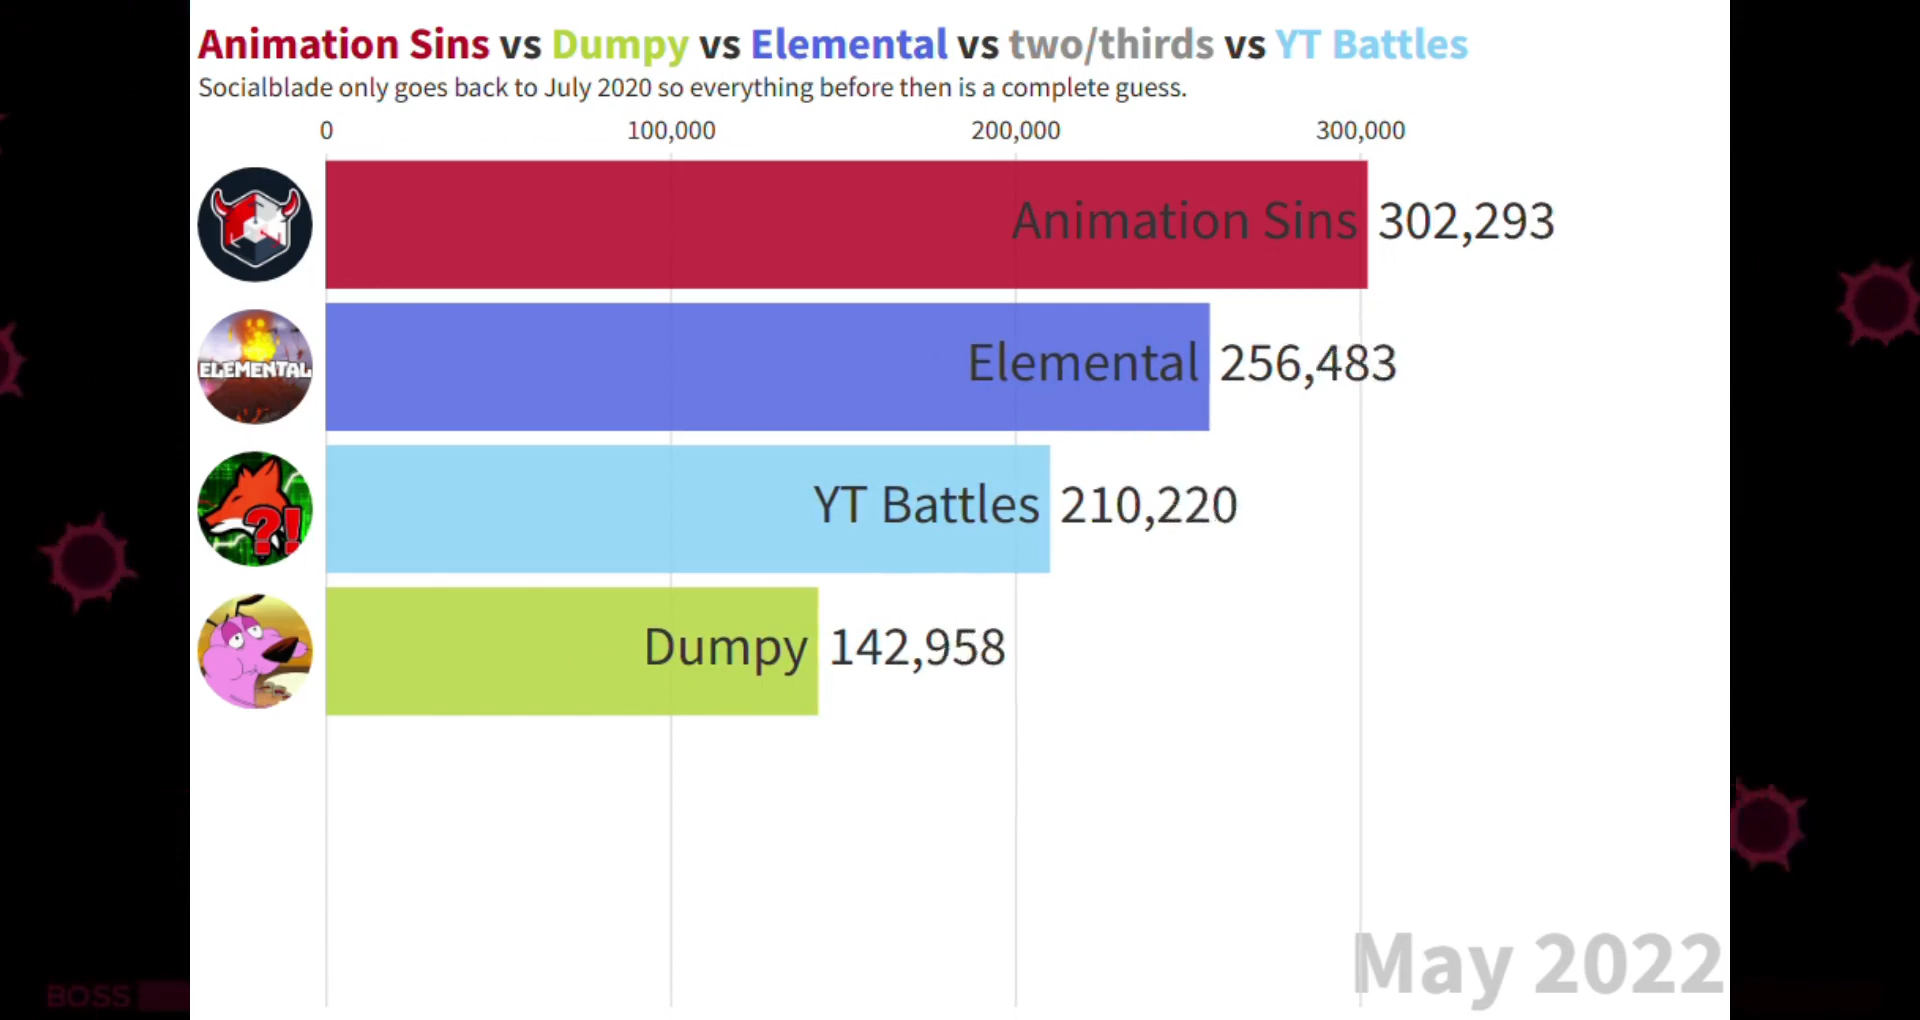 Animation Sins vs Dumpy vs Elemental vs two/thirds vs YT Battles
Socialblade only goes back to July 2020 so everything before then is a complete guess.
0 100,000 200,000 300,000
Animation Sins 302,293
ELEMENTAL
Elemental 256,483
?!
YT Battles 210,220
Dumpy 142,958
May 2022
BOSS